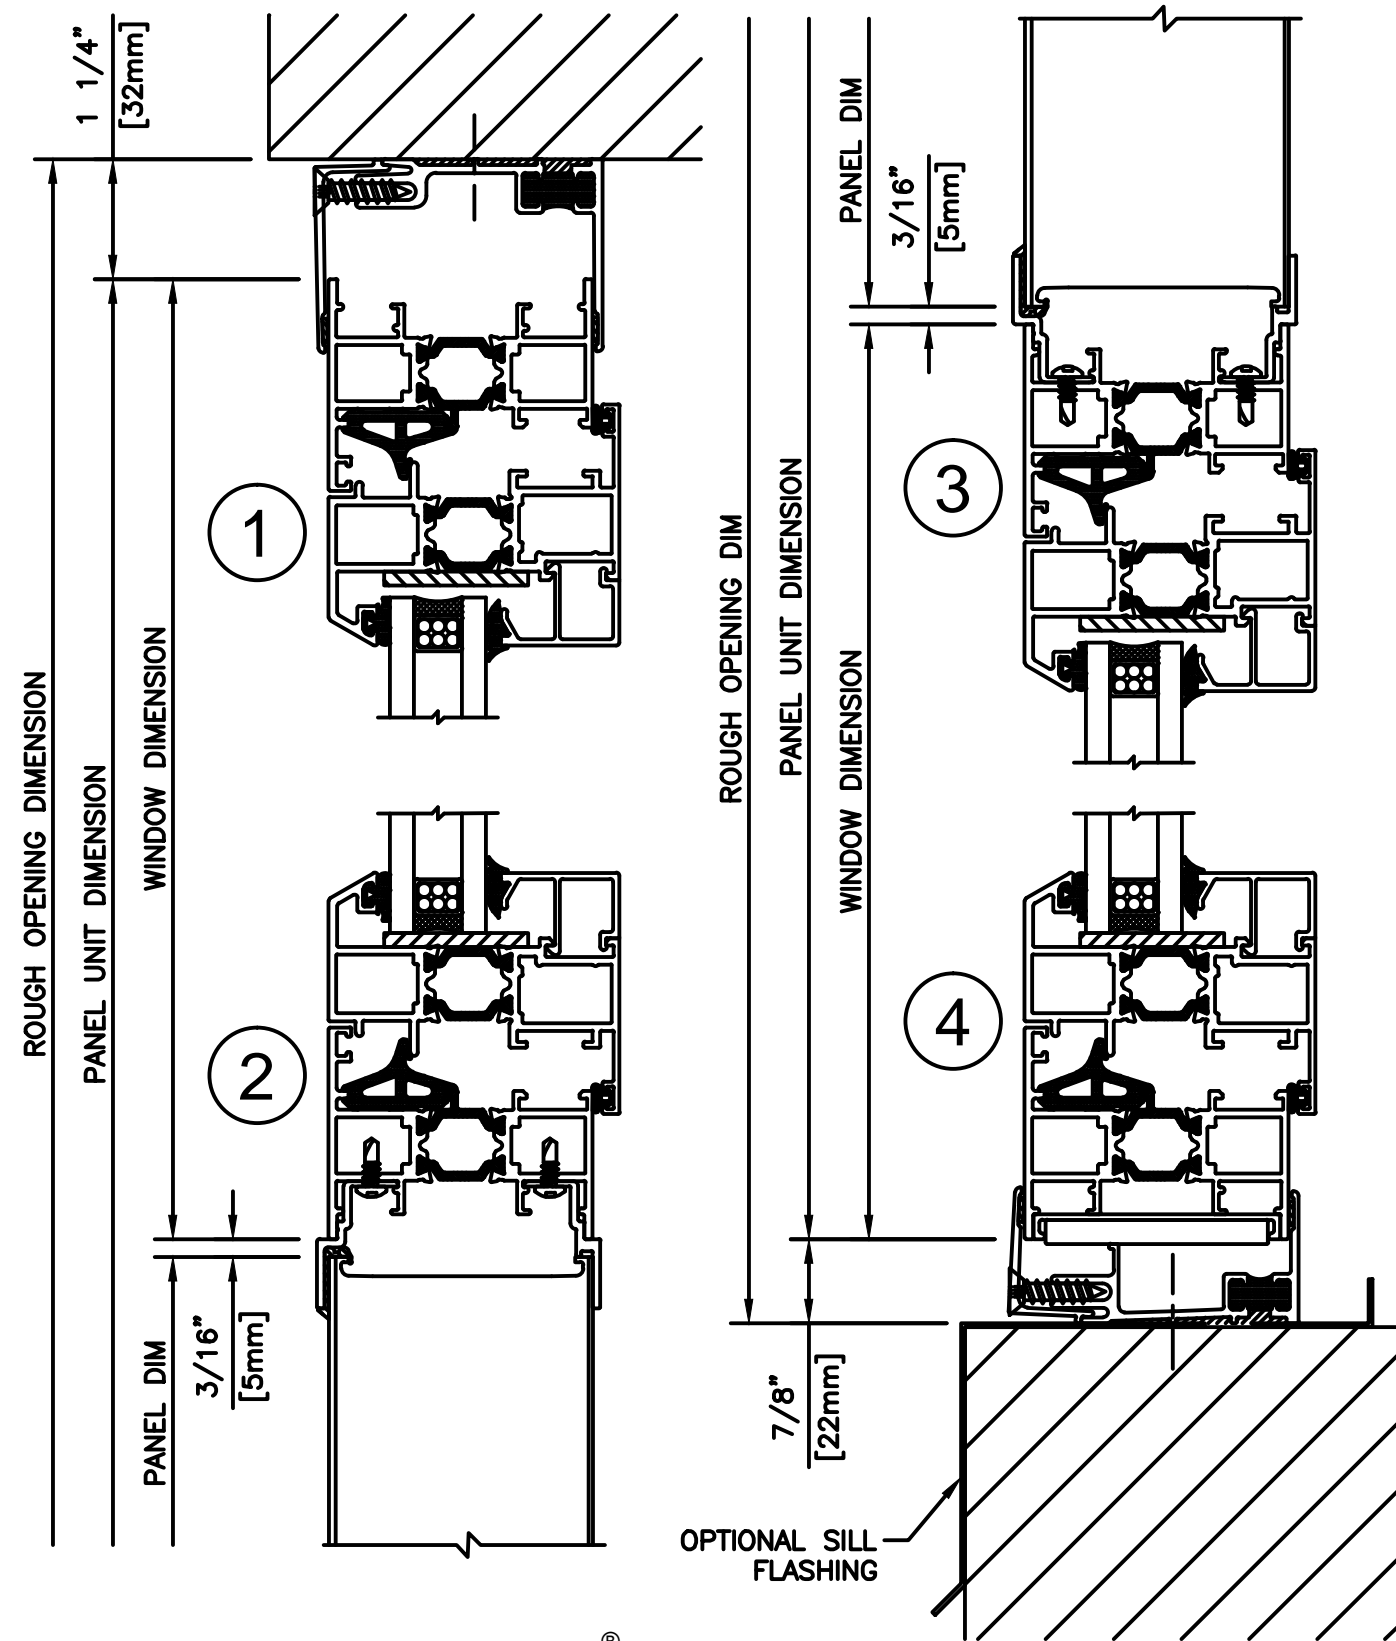 1 1/4"
[32mm]
ROUGH OPENING DIMENSION
PANEL UNIT DIMENSION
WINDOW DIMENSION
1
2
PANEL DIM
3/16"
[5mm]
PANEL DIM
3/16"
[5mm]
ROUGH OPENING DIM
PANEL UNIT DIMENSION
WINDOW DIMENSION
3
4
7/8"
[22mm]
OPTIONAL SILL
FLASHING
®